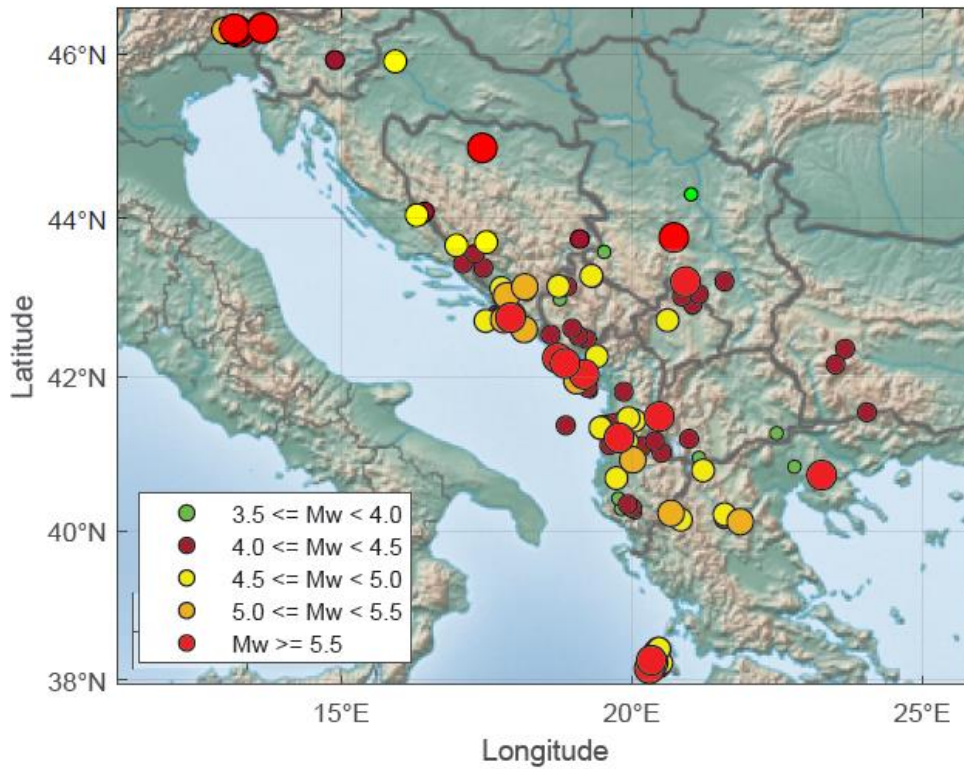 46°N
44°N
42°N
40°N
38°N
Latitude
3.5 <= Mw < 4.0
4.0 <= Mw < 4.5
4.5 <= Mw < 5.0
5.0 <= Mw < 5.5
Mw >= 5.5
15°E 20°E 25°E
Longitude